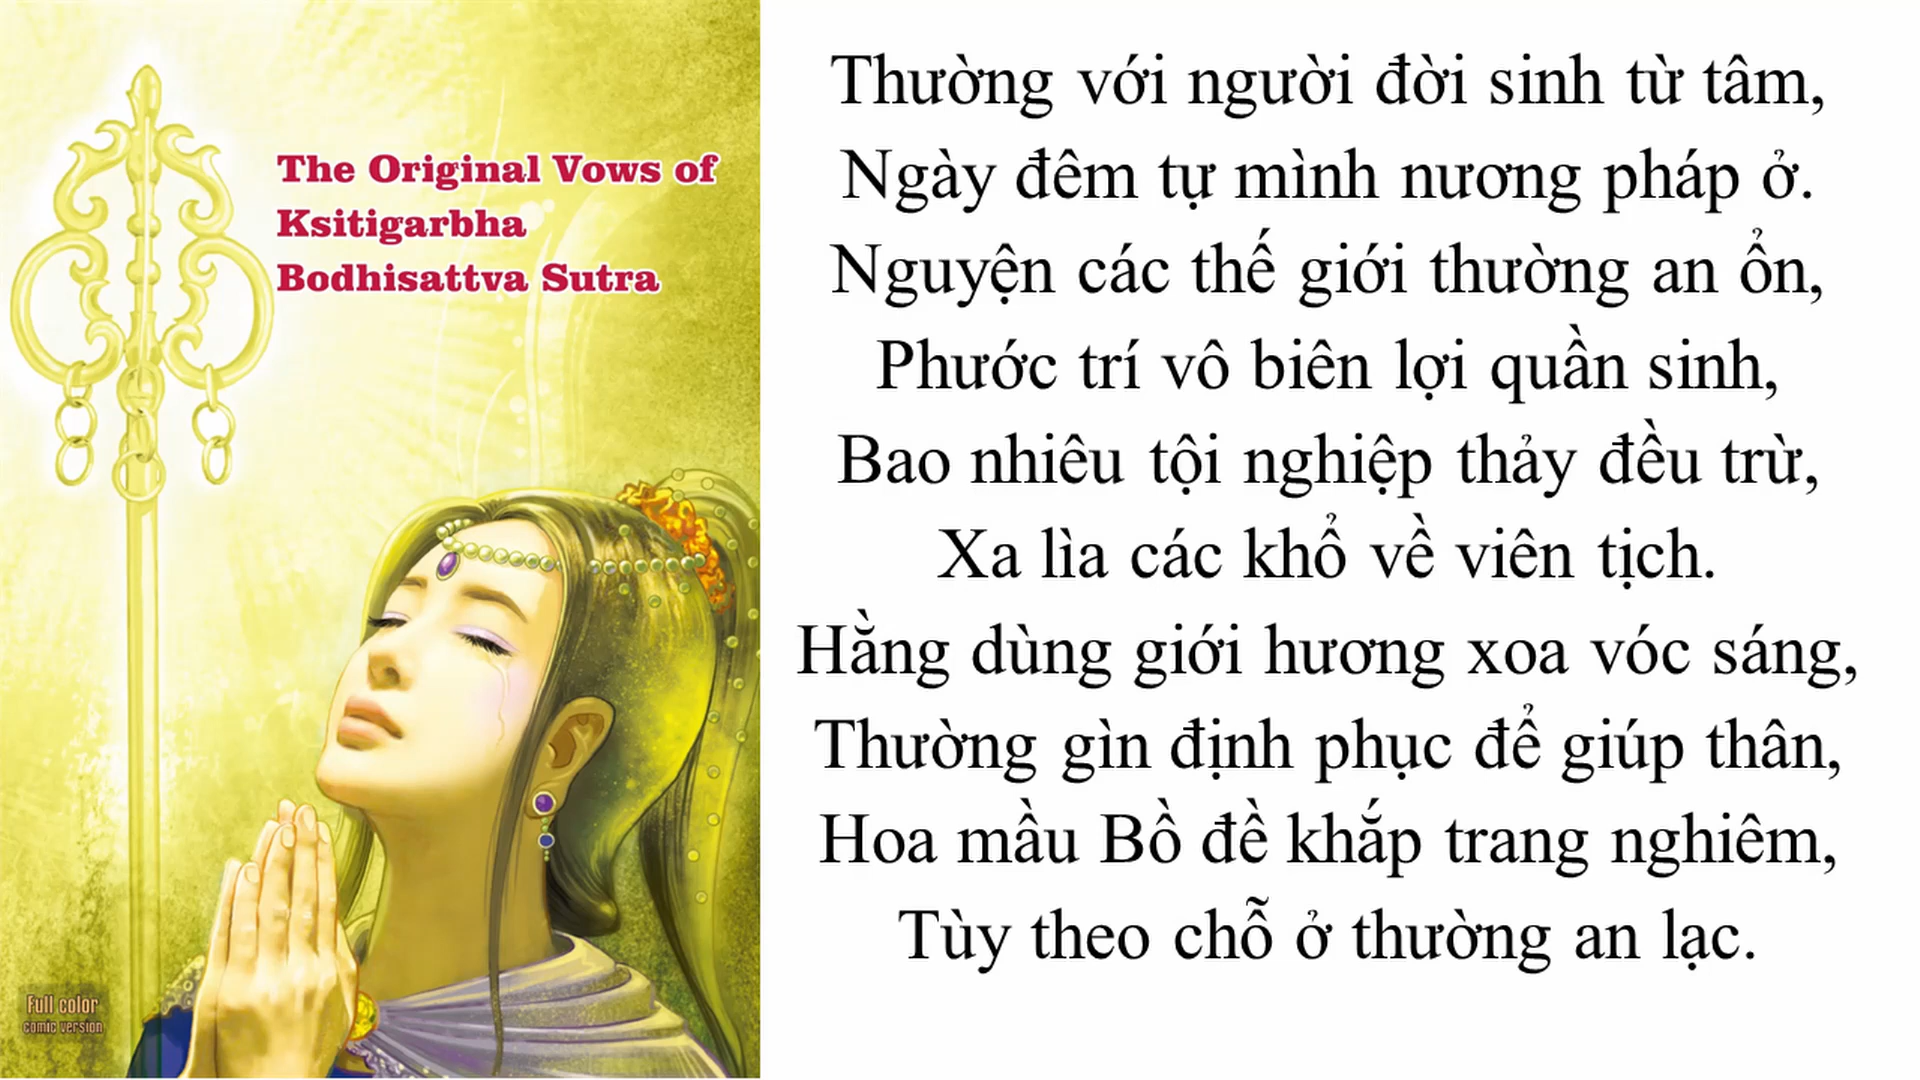 The Original Vows of
Ksitigarbha
Bodhisattva Sutra
Full color
comic version
Thường với người đời sinh từ tâm,
Ngày đêm tự mình nương pháp ở.
Nguyện các thế giới thường an ổn,
Phước trí vô biên lợi quần sinh,
Bao nhiêu tội nghiệp thảy đều trừ,
Xa lìa các khổ về viên tịch.
Hằng dùng giới hương xoa vóc sáng,
Thường gìn định phục để giúp thân,
Hoa mầu Bồ đề khắp trang nghiêm,
Tùy theo chỗ ở thường an lạc.